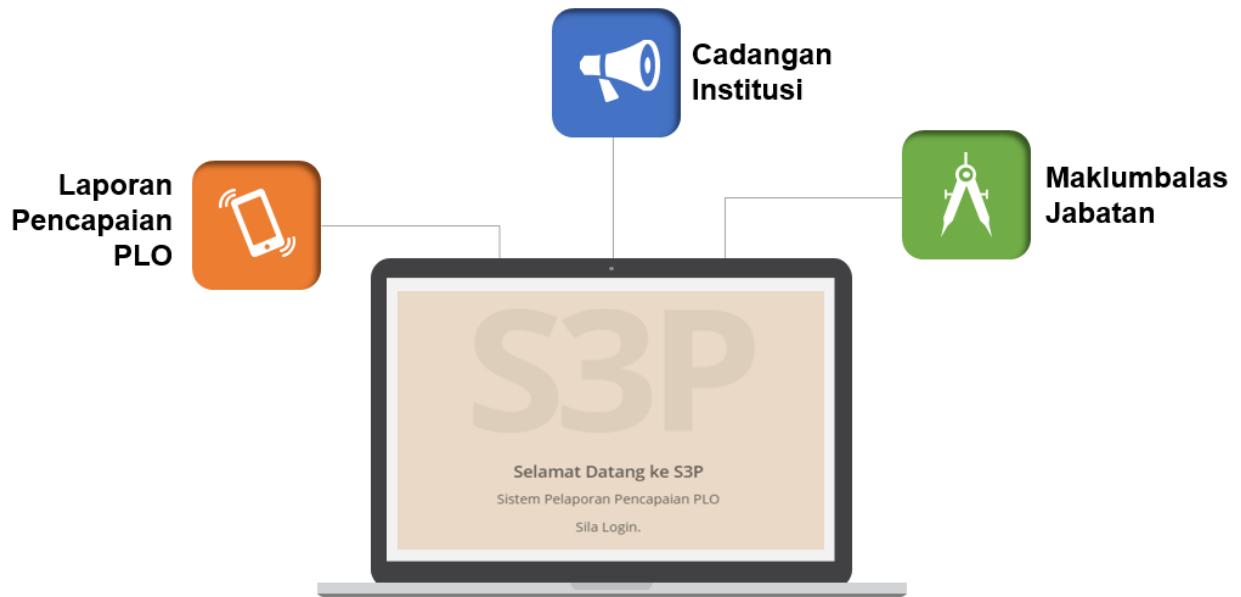 Cadangan
Institusi
Laporan
Pencapaian
PLO
Maklumbalas
Jabatan
S3P
Selamat Datang ke S3P
Sistem Pelaporan Pencapaian PLO
Sila Login.